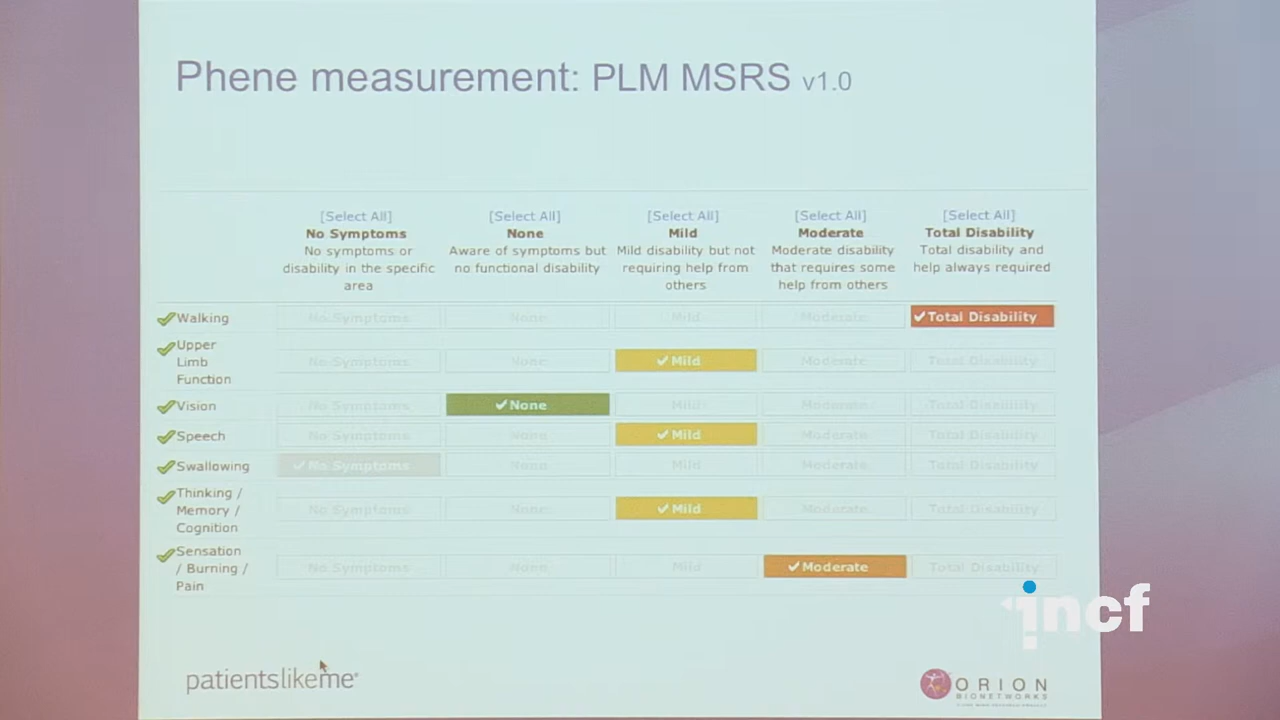 Phene measurement: PLM MSRS v1.0
[Select All] [Select All] [Select All] [Select All] [Select All]
No Symptoms None Mild Moderate Total Disability
No symptoms or Aware of symptoms but Mild disability but not Moderate disability Total disability and
disability in the specific no functional disability requiring help from that requires some help always required
area others help from others
Walking No Symptoms None Mild Moderate Total Disability
Upper
Limb No Symptoms None Mild Moderate Total Disability
Function
Vision No Symptoms None Mild Moderate Total Disability
Speech No Symptoms None Mild Moderate Total Disability
Swallowing No Symptoms None Mild Moderate Total Disability
Thinking /
Memory / No Symptoms None Mild Moderate Total Disability
Cognition
Sensation
/ Burning / No Symptoms None Mild Moderate Total Disability
Pain
incf
patientslikeme
ORION
BIONETWORKS